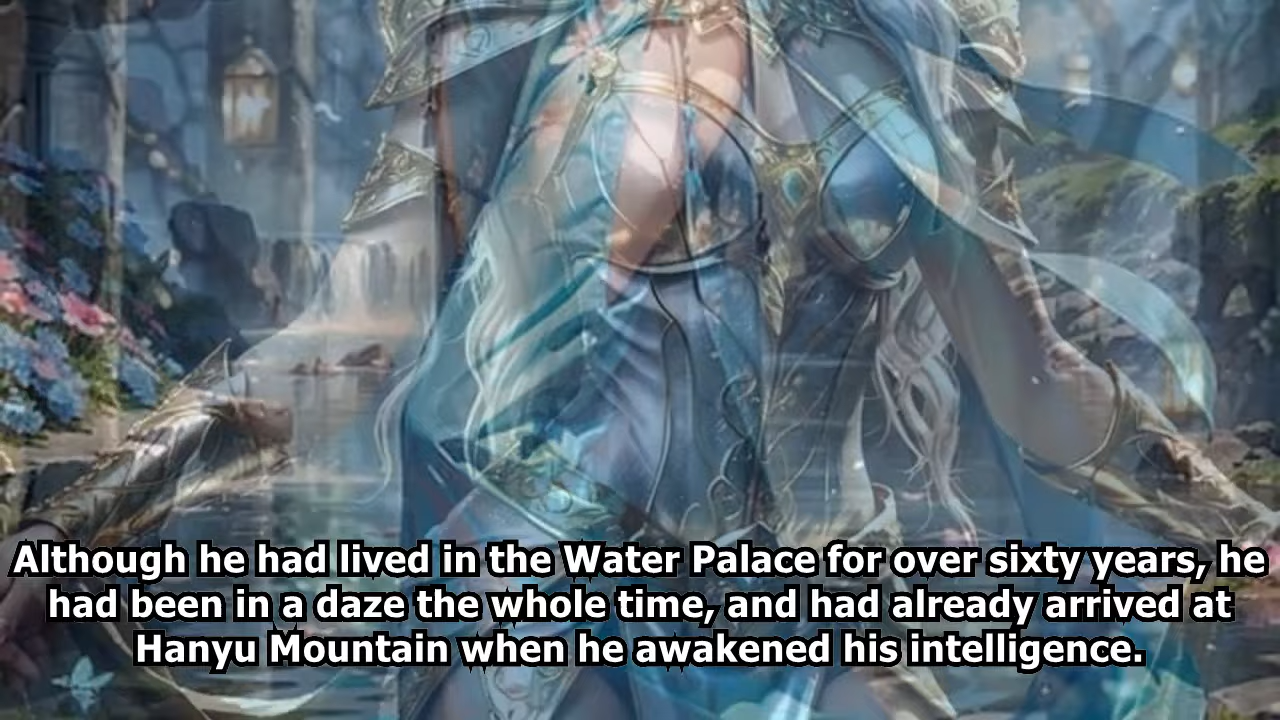 Although he had lived in the Water Palace for over sixty years, he
had been in a daze the whole time, and had already arrived at
Hanyu Mountain when he awakened his intelligence.